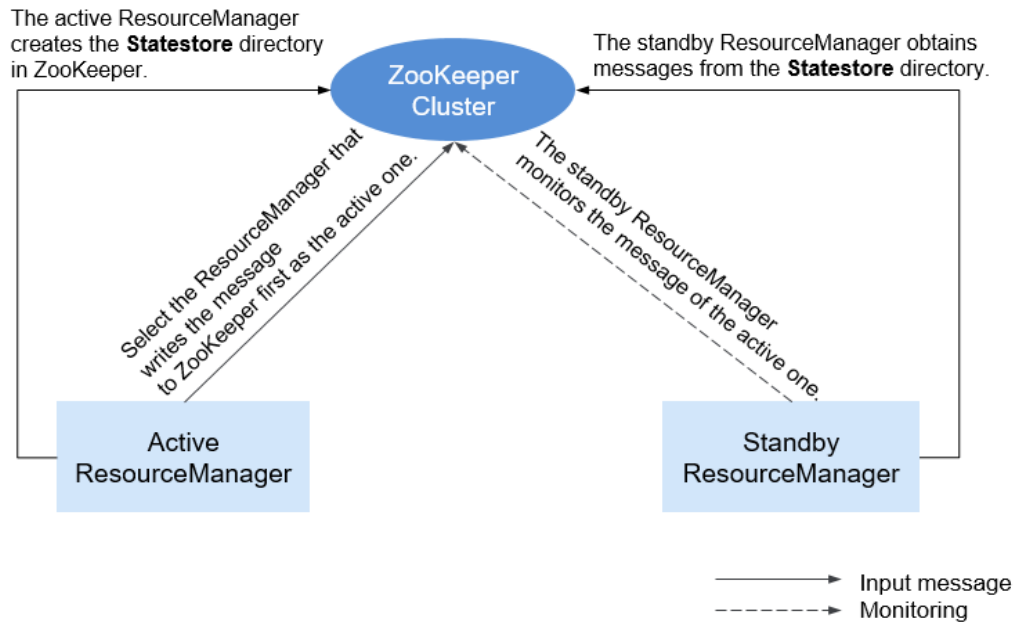 The active ResourceManager
creates the Statestore directory
in ZooKeeper.
ZooKeeper
Cluster
The standby ResourceManager obtains
messages from the Statestore directory.
Select the ResourceManager that
writes the message
to ZooKeeper first as the active one.
The standby ResourceManager
monitors the message of the active one.
Active
ResourceManager
Standby
ResourceManager
Input message
Monitoring